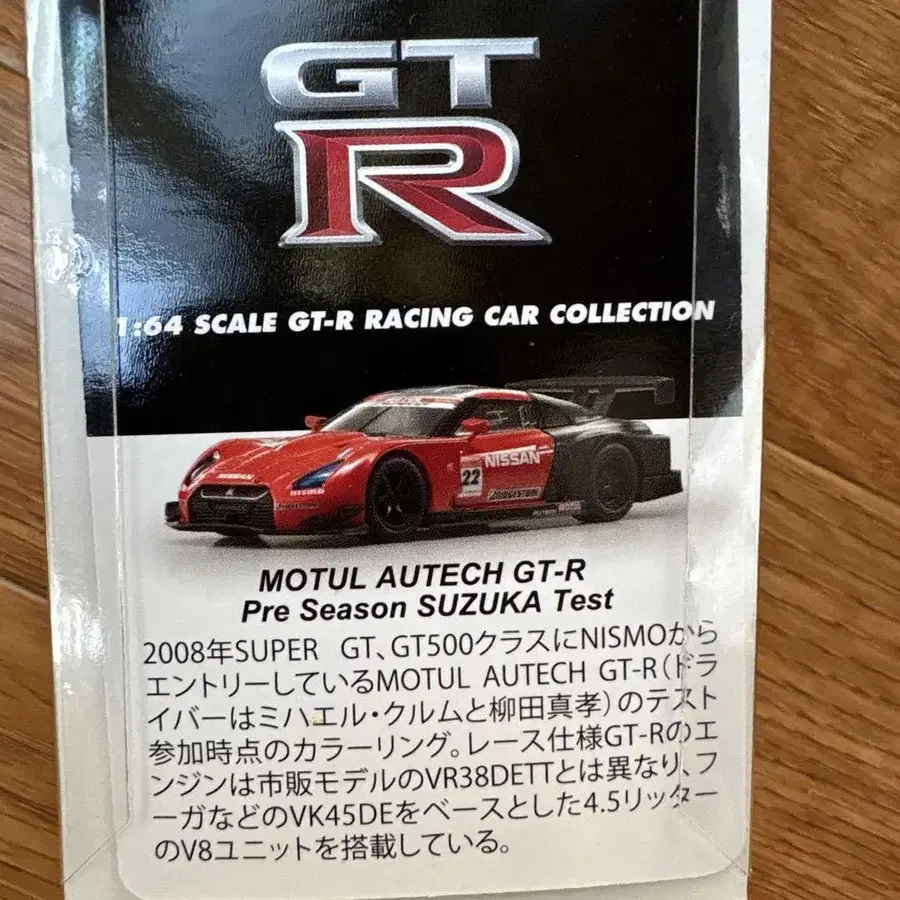 GT
R
1:64 SCALE GT-R RACING CAR COLLECTION
NISSAN
22
BRIDGESTONE
NISMO
MOTUL AUTECH GT-R
Pre Season SUZUKA Test
2008年SUPER GT、GT500クラスにNISMOから
エントリーしているMOTUL AUTECH GT-R(ドラ
イバーはミハエル・クルムと柳田真孝)のテスト
参加時点のカラーリング。レース仕様GT-Rのエ
ンジンは市販モデルのVR38DETTとは異なり、フ
ーガなどのVK45DEをベースとした4.5リッター
のV8ユニットを搭載している。